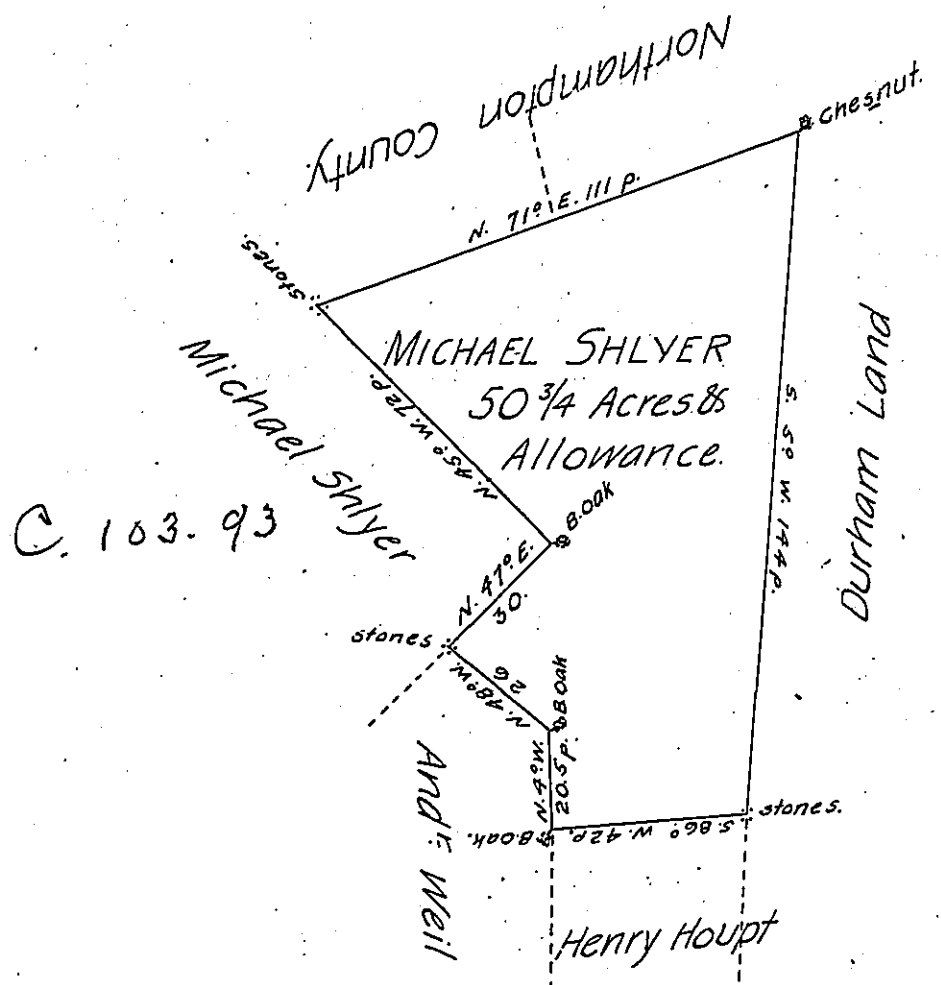 Northampton
County.
Chesnut.
N. 71° E. 111 p.
stones.
Michael Shlyer
N. 45° W. 72 p.
MICHAEL SHLYER
50 3/4 Acres &
Allowance.
S. 5° W. 144 p.
Durham Land
C. 103. 93
B.Oak
N. 47° E.
30.
stones
N. 48° W.
26
B.Oak
N. 4° W.
20.5 p.
B.Oak.
S. 86° W. 42 p.
stones.
Andr. Weil
Henry Houpt